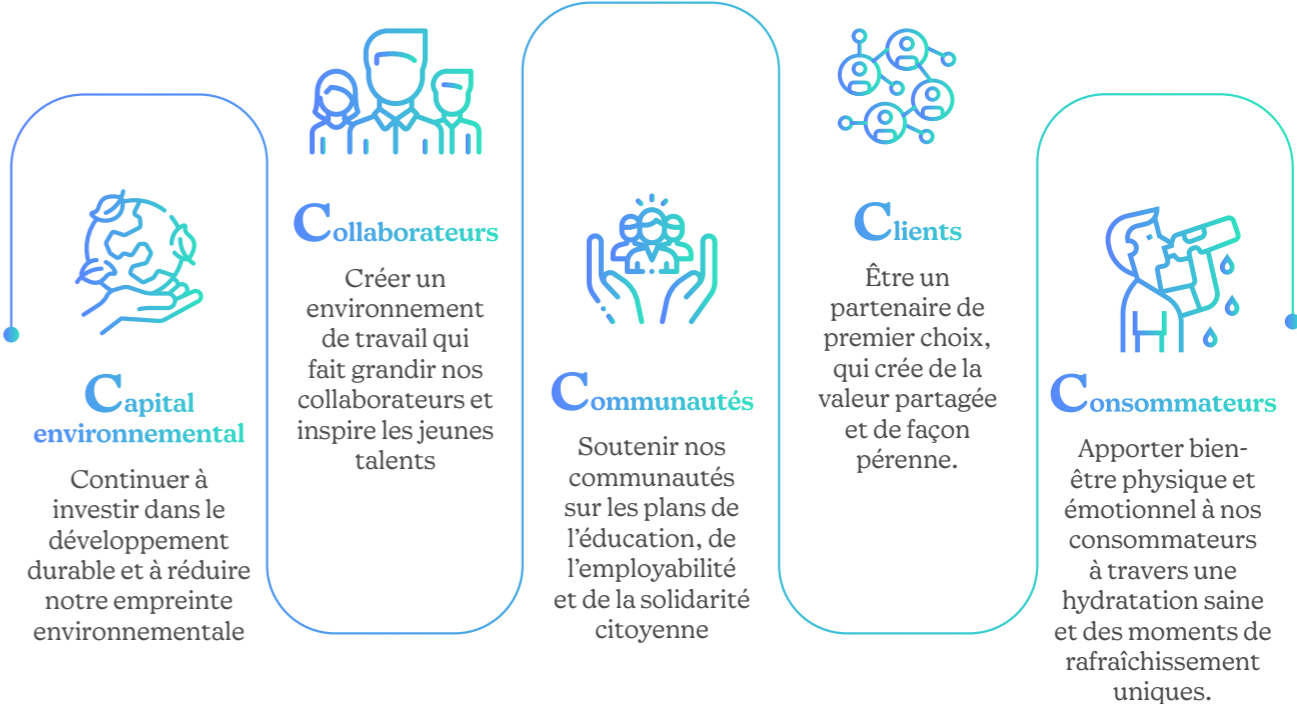 Capital
environnemental
Continuer à
investir dans le
développement
durable et à réduire
notre empreinte
environnementale
Collaborateurs
Créer un
environnement
de travail qui
fait grandir nos
collaborateurs et
inspire les jeunes
talents
Communautés
Soutenir nos
communautés
sur les plans de
l’éducation, de
l’employabilité
et de la solidarité
citoyenne
Clients
Être un
partenaire de
premier choix,
qui crée de la
valeur partagée
et de façon
pérenne.
Consommateurs
Apporter bien-
être physique et
émotionnel à nos
consommateurs
à travers une
hydratation saine
et des moments de
rafraîchissement
uniques.